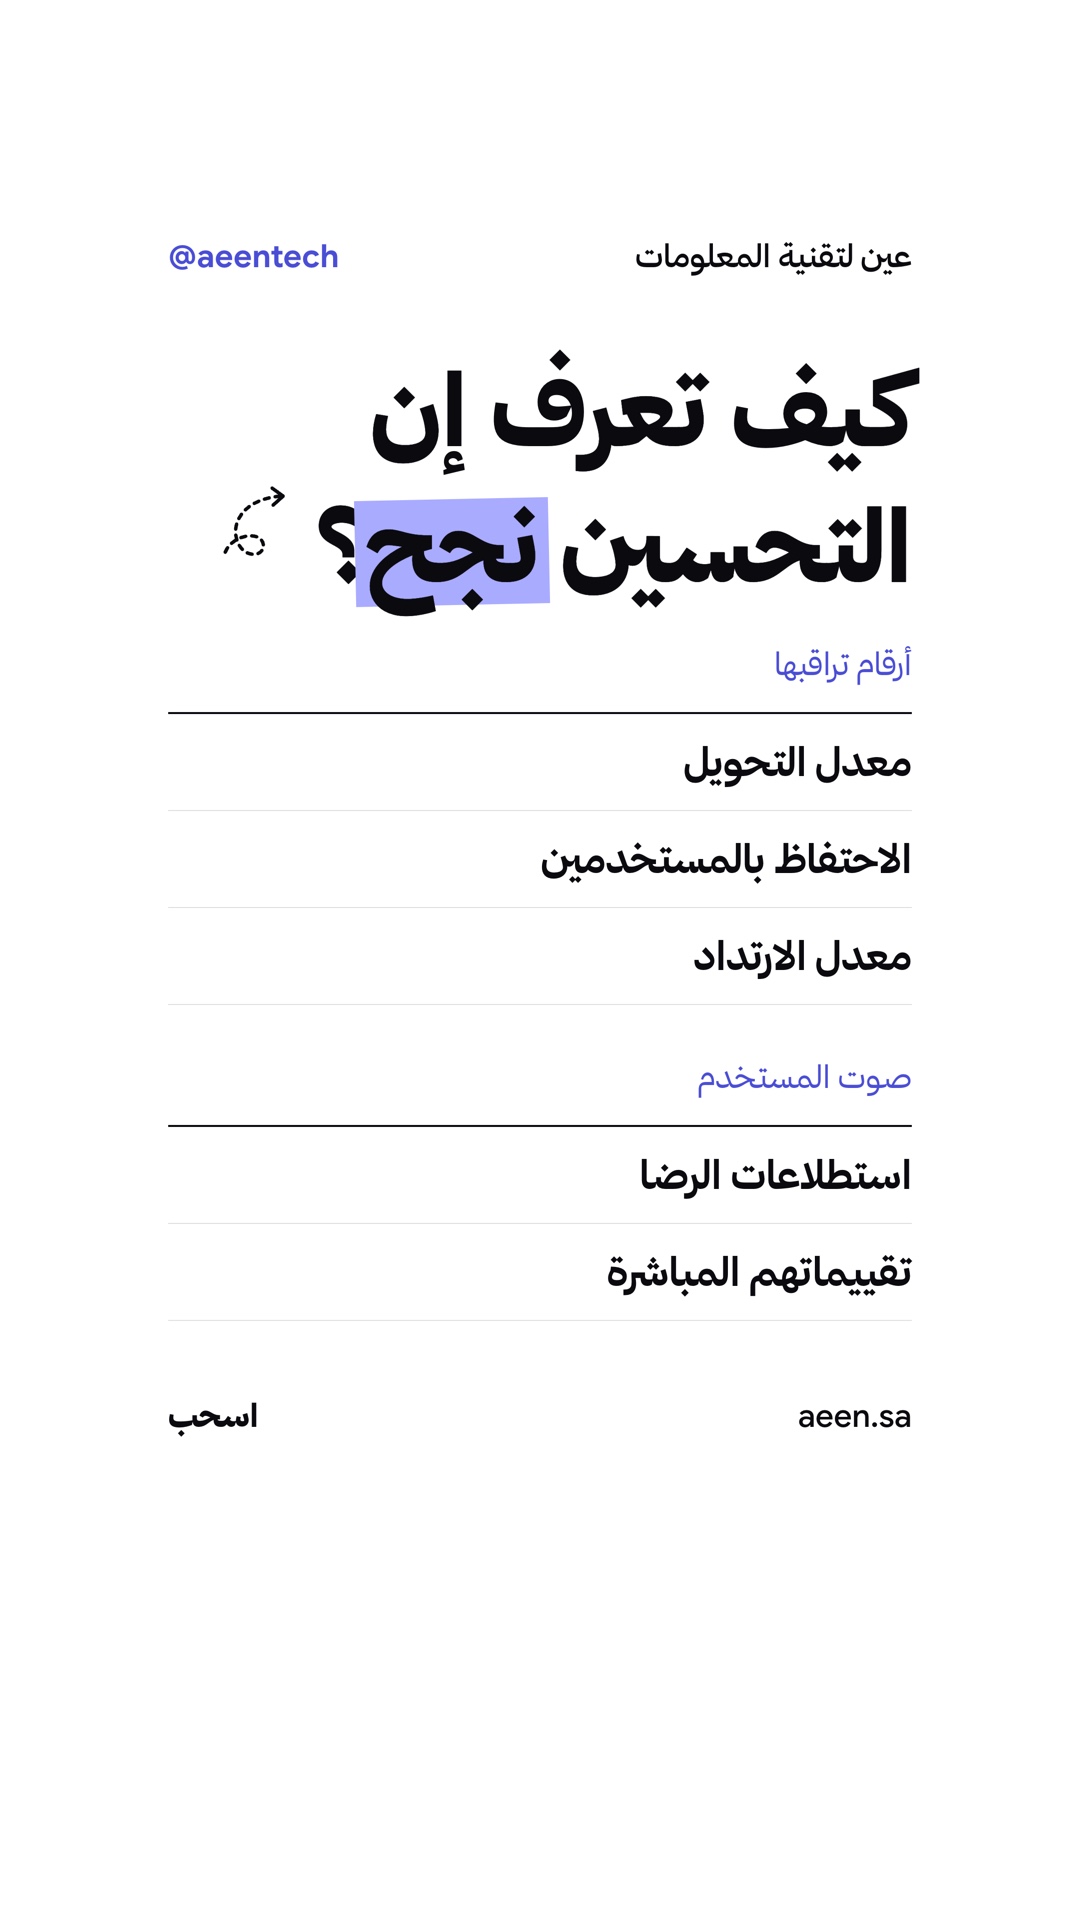 عين لتقنية المعلومات
@aeentech
كيف تعرف إن
التحسين نجح؟
أرقام تراقبها
معدل التحويل
الاحتفاظ بالمستخدمين
معدل الارتداد
صوت المستخدم
استطلاعات الرضا
تقييماتهم المباشرة
aeen.sa
اسحب